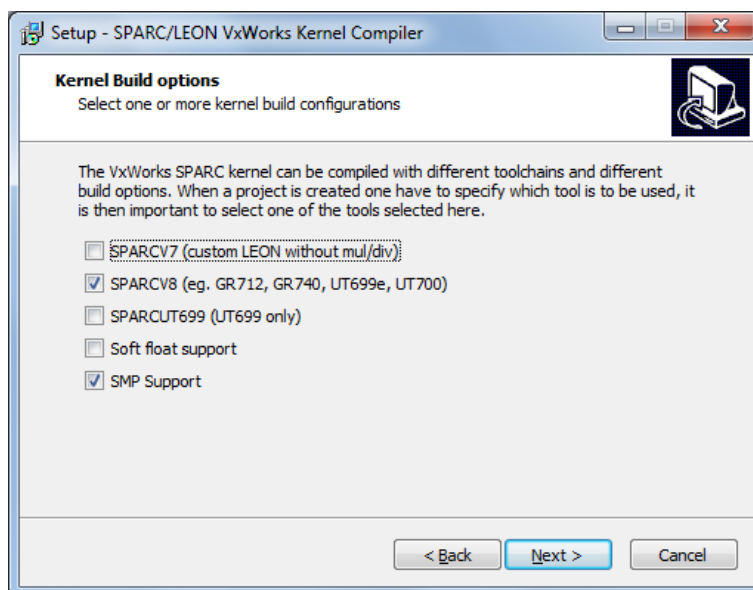 Setup - SPARC/LEON VxWorks Kernel Compiler
Kernel Build options
Select one or more kernel build configurations
The VxWorks SPARC kernel can be compiled with different toolchains and different
build options. When a project is created one have to specify which tool is to be used, it
is then important to select one of the tools selected here.
SPARCV7 (custom LEON without mul/div)
SPARCV8 (eg. GR712, GR740, UT699e, UT700)
SPARCUT699 (UT699 only)
Soft float support
SMP Support
< Back Next > Cancel